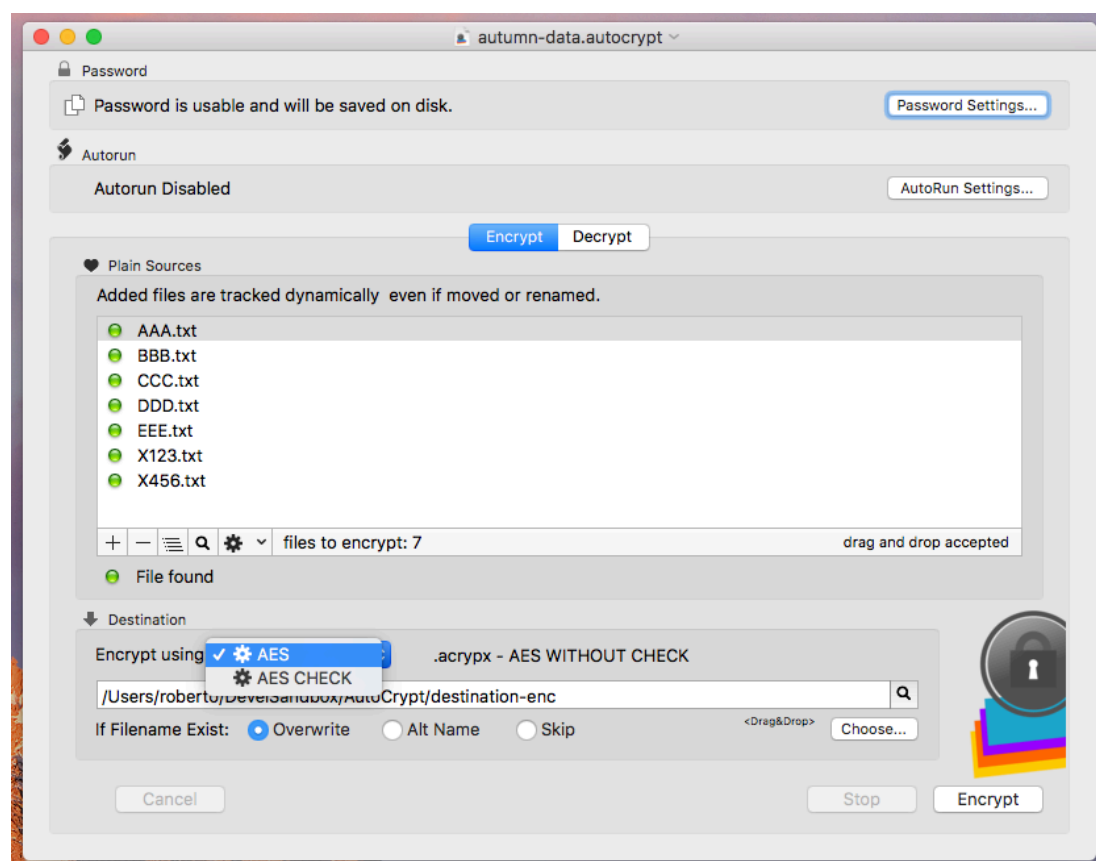 autumn-data.autocrypt
Password
Password is usable and will be saved on disk. Password Settings...
Autorun
Autorun Disabled AutoRun Settings...
Encrypt Decrypt
Plain Sources
Added files are tracked dynamically even if moved or renamed.
AAA.txt
BBB.txt
CCC.txt
DDD.txt
EEE.txt
X123.txt
X456.txt
files to encrypt: 7 drag and drop accepted
File found
Destination
Encrypt using AES .acrypx - AES WITHOUT CHECK
AES CHECK
/Users/roberto/DevelSandbox/AutoCrypt/destination-enc
If Filename Exist: Overwrite Alt Name Skip <Drag&Drop> Choose...
Cancel Stop Encrypt